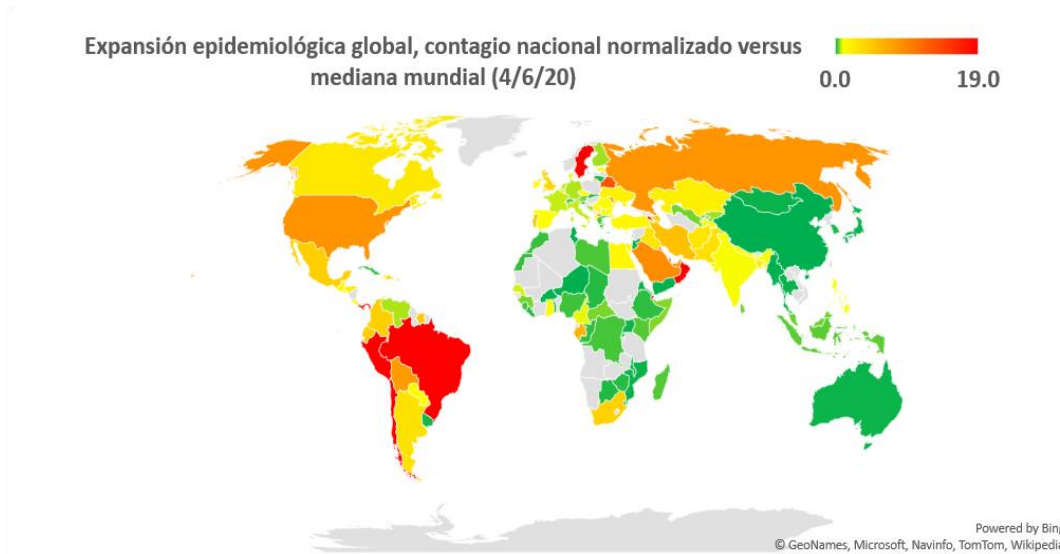 Expansión epidemiológica global, contagio nacional normalizado versus
mediana mundial (4/6/20)
0.0 19.0
Powered by Bing
© GeoNames, Microsoft, Navinfo, TomTom, Wikipedia